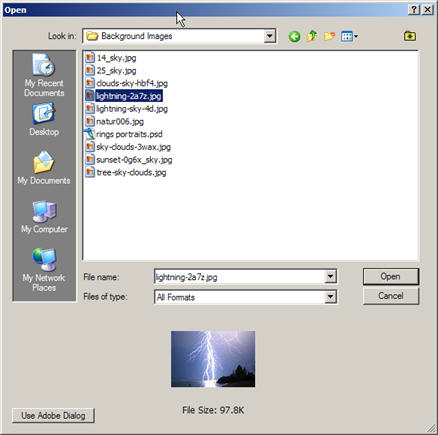 Open
Look in: Background Images
My Recent
Documents
Desktop
My Documents
My Computer
My Network
Places
14_sky.jpg
25_sky.jpg
clouds-sky-hbf4.jpg
lightning-2a7z.jpg
lightning-sky-4d.jpg
natur006.jpg
rings portraits.psd
sky-clouds-3wax.jpg
sunset-0g6x_sky.jpg
tree-sky-clouds.jpg
File name: lightning-2a7z.jpg Open
Files of type: All Formats Cancel
File Size: 97.8K
Use Adobe Dialog